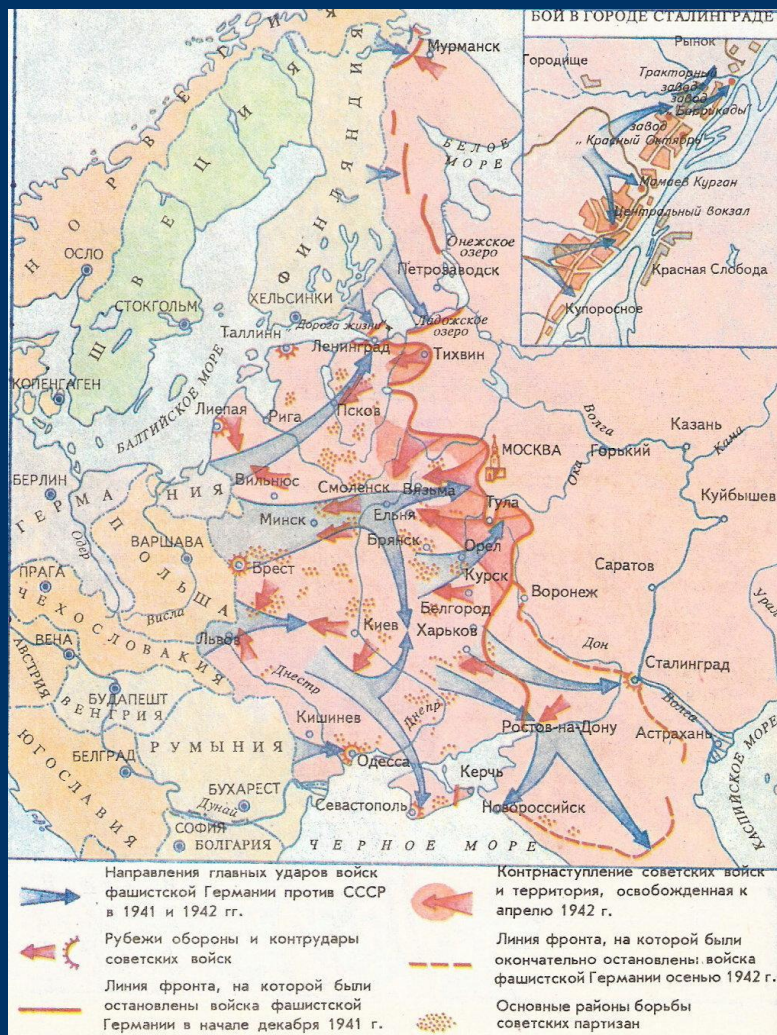 БОЙ В ГОРОДЕ СТАЛИНГРАДЕ
Рынок
Городище
Тракторный
завод
завод
"Баррикады"
завод
"Красный Октябрь"
Мамаев Курган
Центральный вокзал
Красная Слобода
Купоросное
Мурманск
БЕЛОЕ
МОРЕ
НОРВЕГИЯ
ШВЕЦИЯ
ФИНЛЯНДИЯ
Онежское
озеро
Петрозаводск
ОСЛО
СТОКГОЛЬМ
ХЕЛЬСИНКИ
Таллинн
Дорога жизни
Ладожское
озеро
Ленинград
Тихвин
КОПЕНГАГЕН
БАЛТИЙСКОЕ МОРЕ
Лиепая
Рига
Псков
Волга
Казань
МОСКВА
Горький
Кама
Ока
БЕРЛИН
ГЕРМАНИЯ
Вильнюс
Смоленск
Вязьма
Тула
Куйбышев
Минск
Ельня
Одер
ПОЛЬША
ВАРШАВА
Брянск
Орел
Брест
Курск
Саратов
ПРАГА
Воронеж
Урал
ЧЕХОСЛОВАКИЯ
Висла
Белгород
Киев
Харьков
Львов
ВЕНА
Дон
Сталинград
АВСТРИЯ
ВЕНГРИЯ
БУДАПЕШТ
Днестр
Днепр
Волга
Кишинев
Ростов-на-Дону
Астрахань
РУМЫНИЯ
ЮГОСЛАВИЯ
БЕЛГРАД
Одесса
КАСПИЙСКОЕ МОРЕ
Керчь
БУХАРЕСТ
Дунай
Севастополь
Новороссийск
СОФИЯ
БОЛГАРИЯ
ЧЕРНОЕ МОРЕ
Направления главных ударов войск
фашистской Германии против СССР
в 1941 и 1942 гг.
Рубежи обороны и контрудары
советских войск
Линия фронта, на которой были
остановлены войска фашистской
Германии в начале декабря 1941 г.
Контрнаступление советских войск
и территория, освобожденная к
апрелю 1942 г.
Линия фронта, на которой были
окончательно остановлены войска
фашистской Германии осенью 1942 г.
Основные районы борьбы
советских партизан